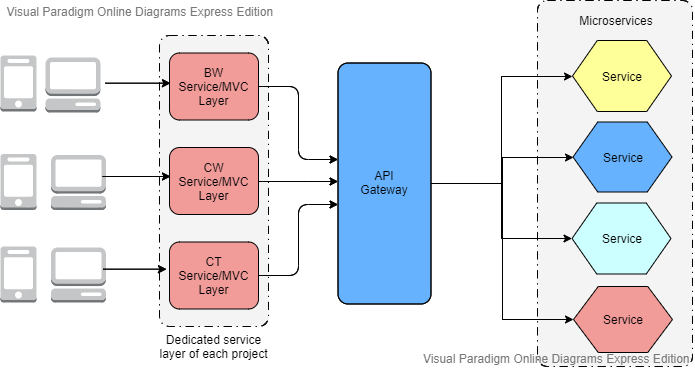 Visual Paradigm Online Diagrams Express Edition
Microservices
BW
Service/MVC
Layer
CW
Service/MVC
Layer
CT
Service/MVC
Layer
Dedicated service
layer of each project
API
Gateway
Service
Service
Service
Service
Visual Paradigm Online Diagrams Express Edition